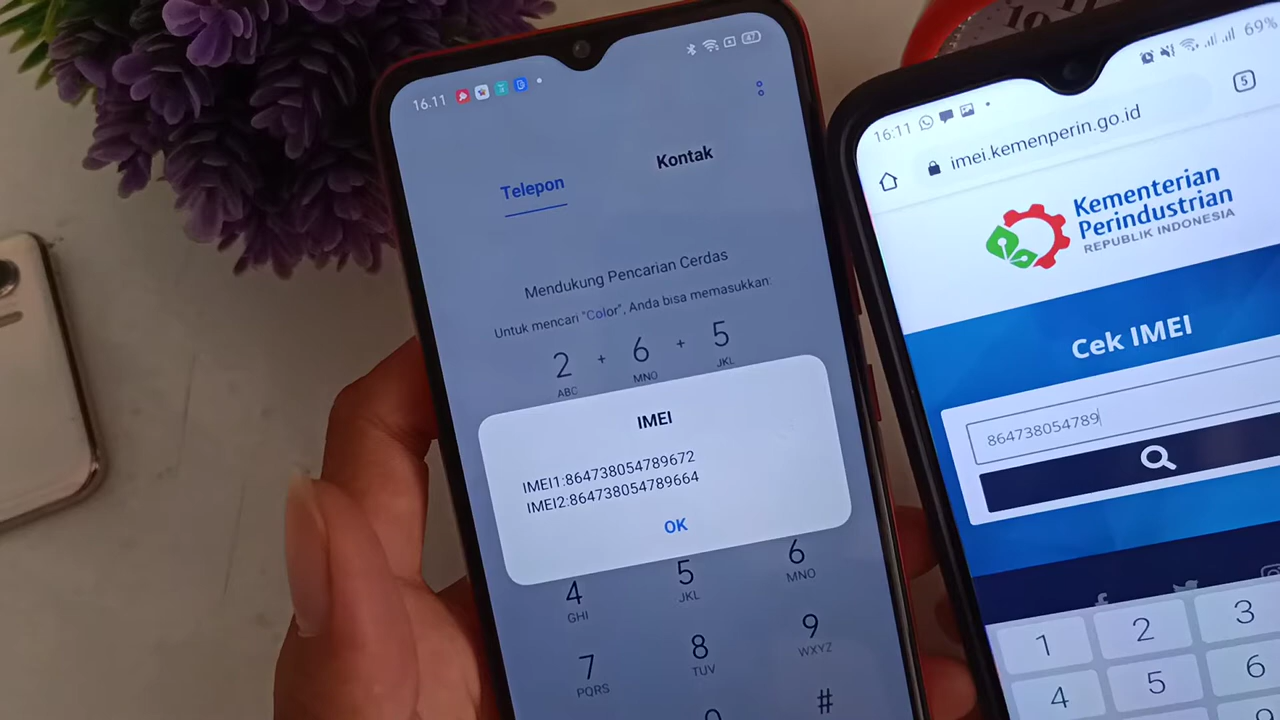 16.11
47
Telepon
Kontak
Mendukung Pencarian Cerdas
Untuk mencari "Color", Anda bisa memasukkan:
2 + 6 + 5
ABC MNO JKL
IMEI
IMEI1:864738054789672
IMEI2:864738054789664
OK
4 5 6
GHI JKL MNO
7 8 9
PQRS TUV WXYZ
#
16:11
69%
imei.kemenperin.go.id
5
Kementerian
Perindustrian
REPUBLIK INDONESIA
Cek IMEI
864738054789
1 2 3
4 5 6